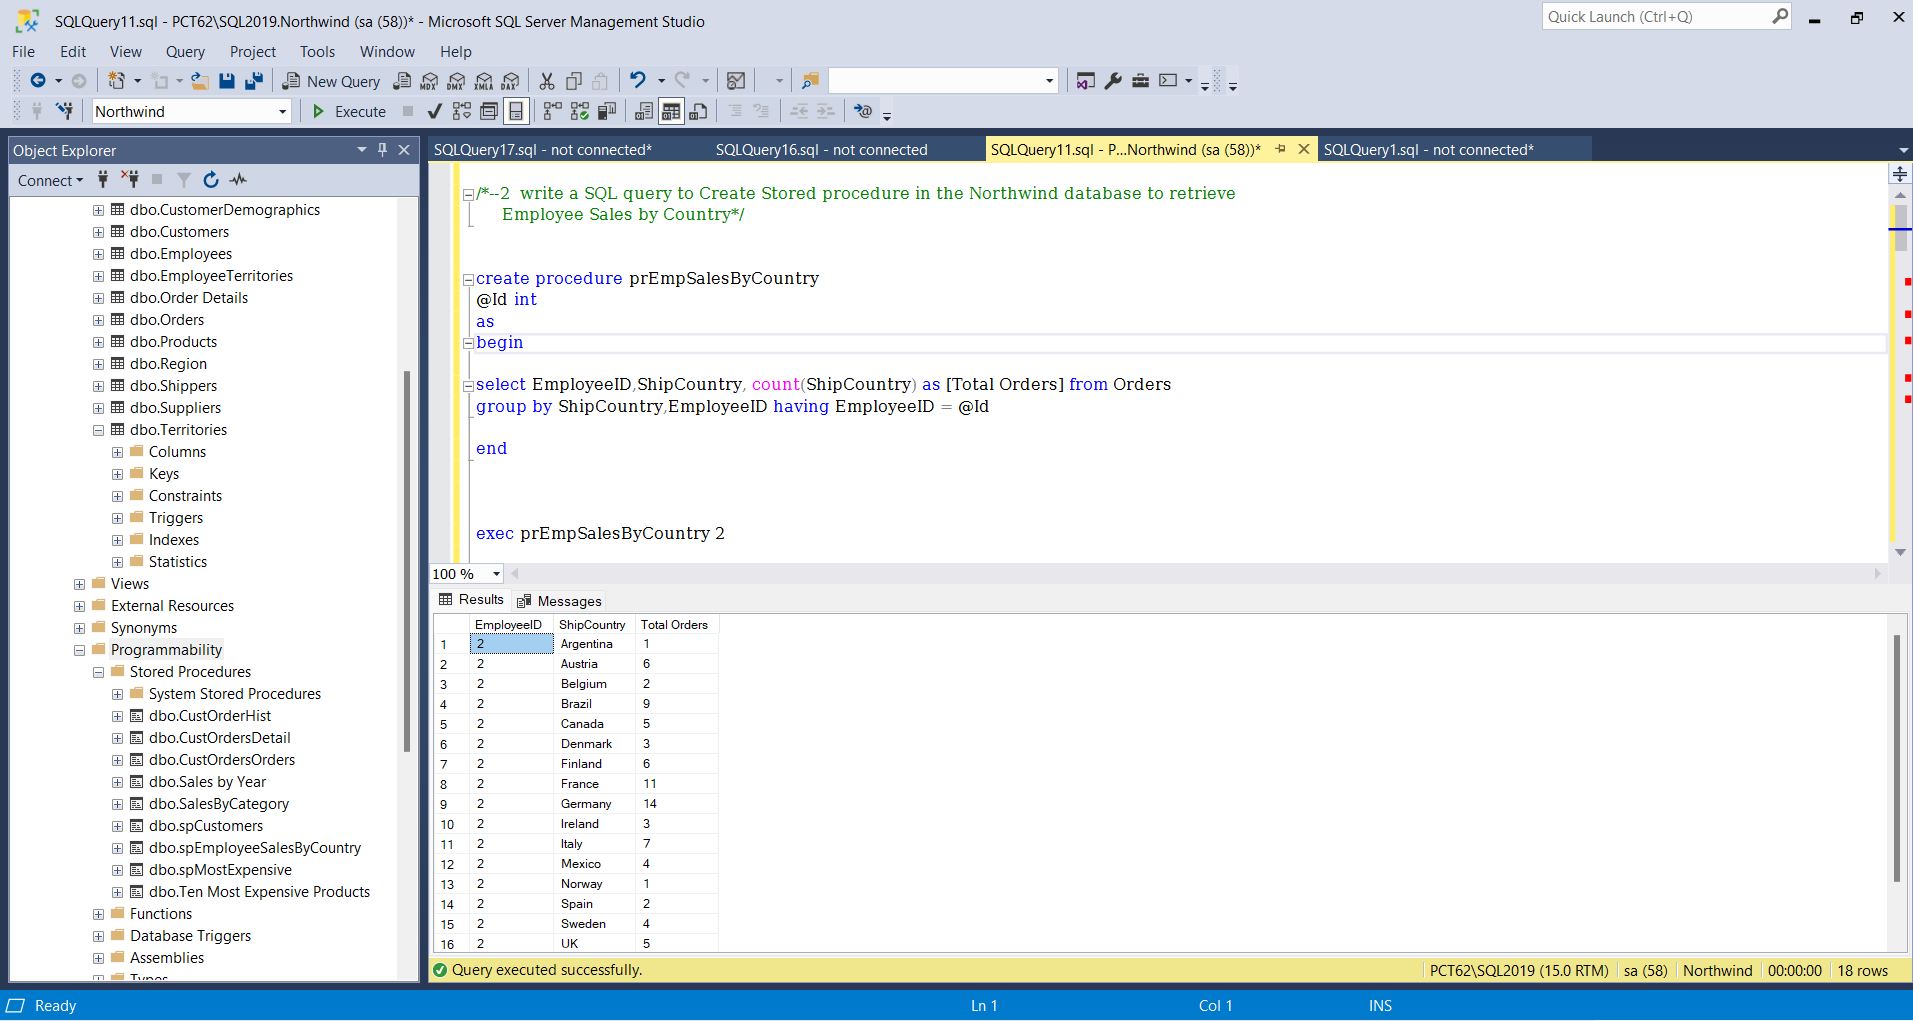 SQLQuery11.sql - PCT62\SQL2019.Northwind (sa (58))* - Microsoft SQL Server Management Studio
Quick Launch (Ctrl+Q)
File Edit View Query Project Tools Window Help
New Query MDX DMX XMLA DAX
Northwind Execute
Object Explorer
Connect
dbo.CustomerDemographics
dbo.Customers
dbo.Employees
dbo.EmployeeTerritories
dbo.Order Details
dbo.Orders
dbo.Products
dbo.Region
dbo.Shippers
dbo.Suppliers
dbo.Territories
Columns
Keys
Constraints
Triggers
Indexes
Statistics
Views
External Resources
Synonyms
Programmability
Stored Procedures
System Stored Procedures
dbo.CustOrderHist
dbo.CustOrdersDetail
dbo.CustOrdersOrders
dbo.Sales by Year
dbo.SalesByCategory
dbo.spCustomers
dbo.spEmployeeSalesByCountry
dbo.spMostExpensive
dbo.Ten Most Expensive Products
Functions
Database Triggers
Assemblies
Types
SQLQuery17.sql - not connected* SQLQuery16.sql - not connected SQLQuery11.sql - P...Northwind (sa (58))* SQLQuery1.sql - not connected*
/*--2 write a SQL query to Create Stored procedure in the Northwind database to retrieve
Employee Sales by Country*/
create procedure prEmpSalesByCountry
@Id int
as
begin
select EmployeeID,ShipCountry, count(ShipCountry) as [Total Orders] from Orders
group by ShipCountry,EmployeeID having EmployeeID = @Id
end
exec prEmpSalesByCountry 2
100 %
Results Messages
EmployeeID ShipCountry Total Orders
1 2 Argentina 1
2 2 Austria 6
3 2 Belgium 2
4 2 Brazil 9
5 2 Canada 5
6 2 Denmark 3
7 2 Finland 6
8 2 France 11
9 2 Germany 14
10 2 Ireland 3
11 2 Italy 7
12 2 Mexico 4
13 2 Norway 1
14 2 Spain 2
15 2 Sweden 4
16 2 UK 5
Query executed successfully. PCT62\SQL2019 (15.0 RTM) sa (58) Northwind 00:00:00 18 rows
Ready Ln 1 Col 1 INS